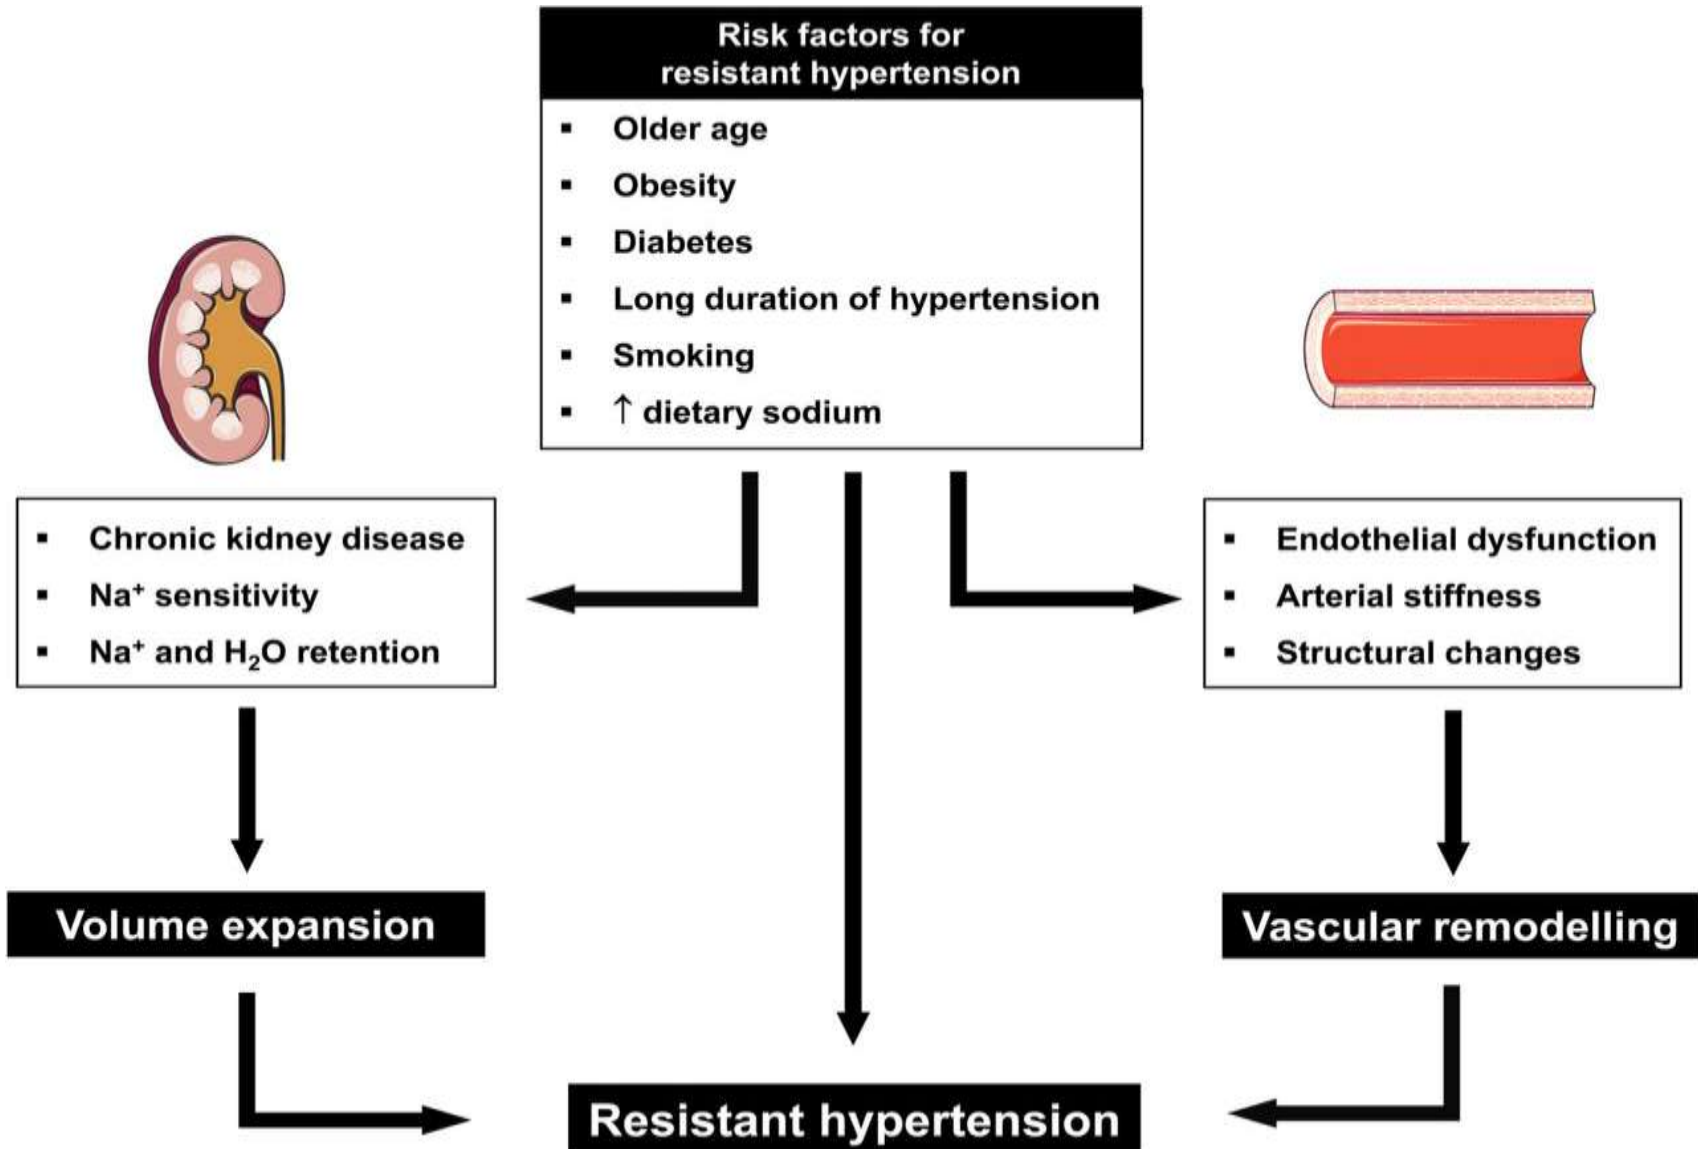 Risk factors for
resistant hypertension
▪ Older age
▪ Obesity
▪ Diabetes
▪ Long duration of hypertension
▪ Smoking
▪ ↑ dietary sodium
▪ Chronic kidney disease
▪ Na⁺ sensitivity
▪ Na⁺ and H₂O retention
▪ Endothelial dysfunction
▪ Arterial stiffness
▪ Structural changes
Volume expansion
Vascular remodelling
Resistant hypertension